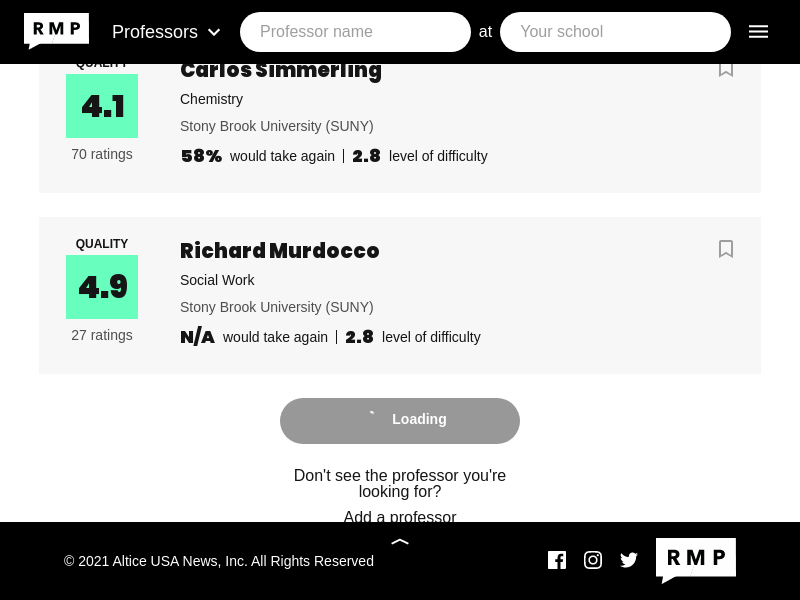 RMP Professors Professor name at Your school
QUALITY
Carlos Simmerling
4.1
Chemistry
Stony Brook University (SUNY)
70 ratings
58% would take again | 2.8 level of difficulty
QUALITY
Richard Murdocco
4.9
Social Work
Stony Brook University (SUNY)
27 ratings
N/A would take again | 2.8 level of difficulty
Loading
Don't see the professor you're
looking for?
Add a professor
© 2021 Altice USA News, Inc. All Rights Reserved
RMP